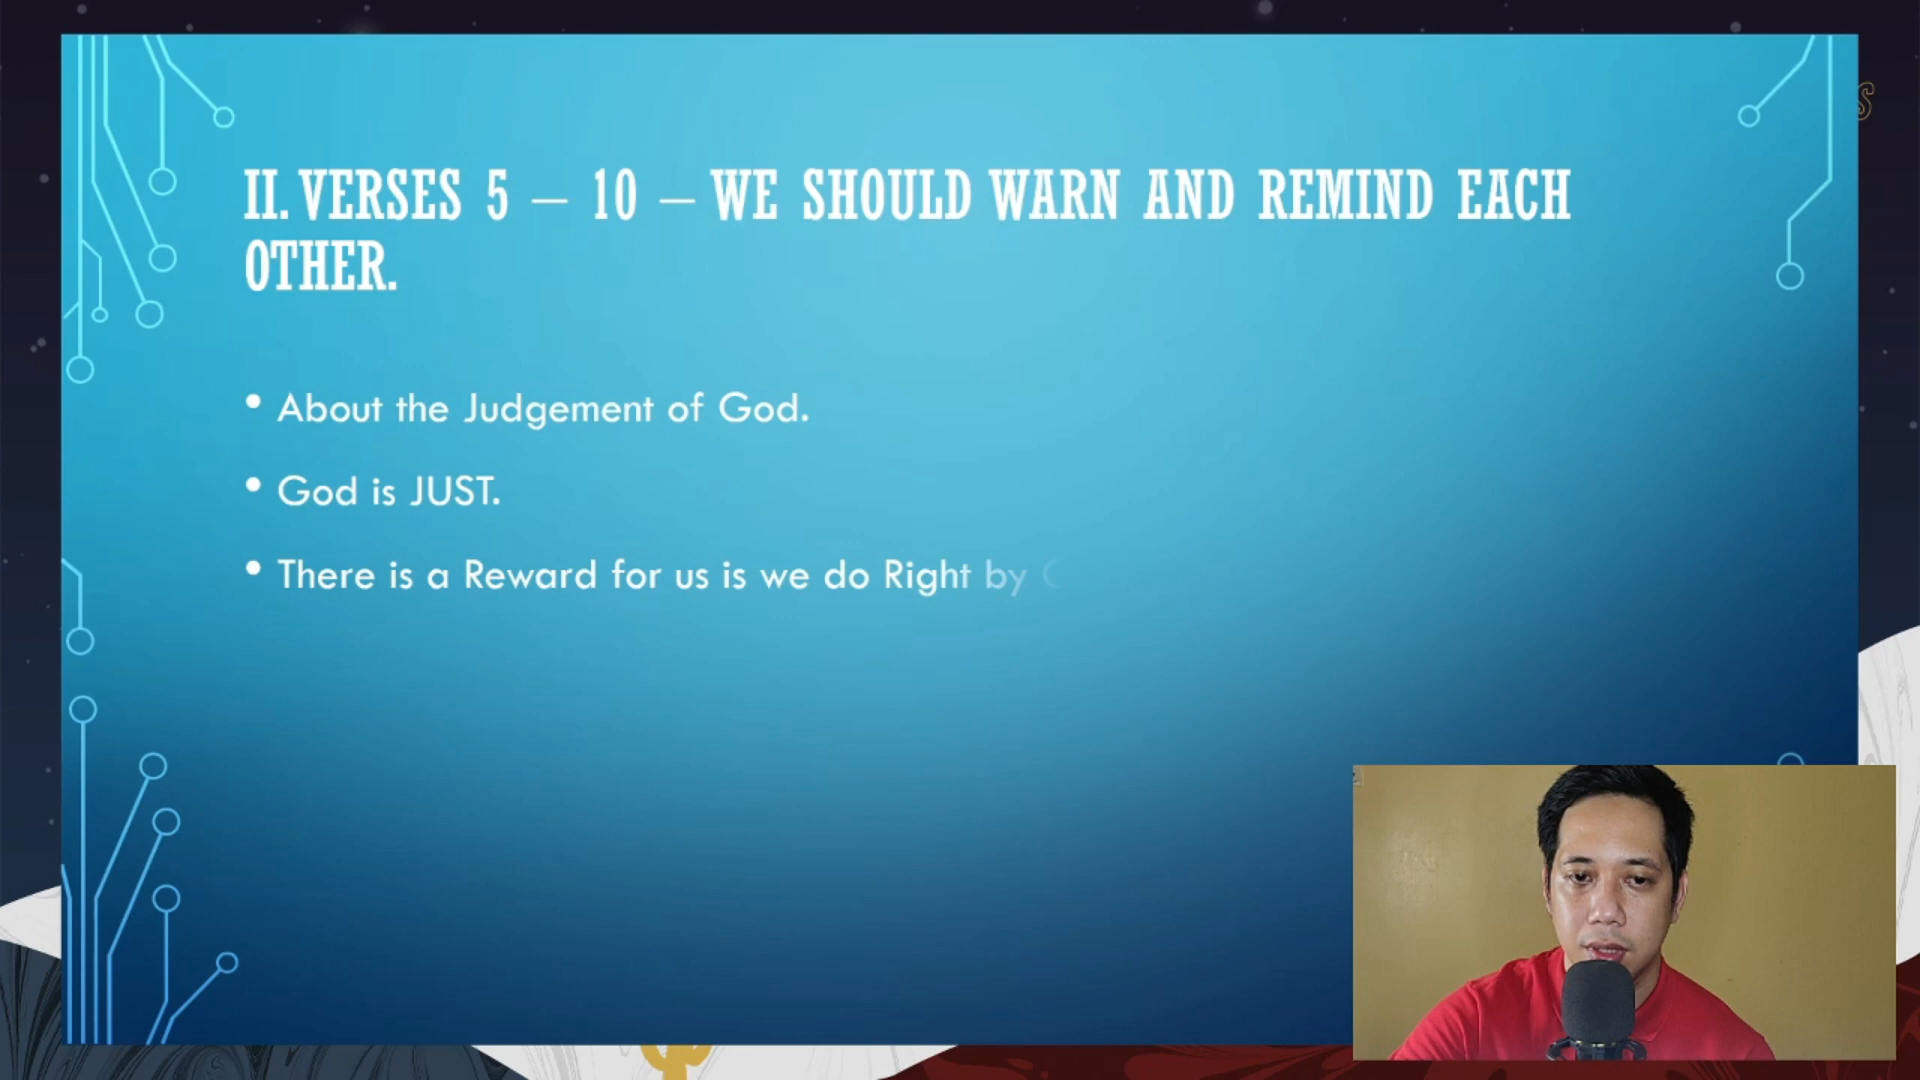 II. VERSES 5 – 10 – WE SHOULD WARN AND REMIND EACH
OTHER.
• About the Judgement of God.
• God is JUST.
• There is a Reward for us is we do Right by